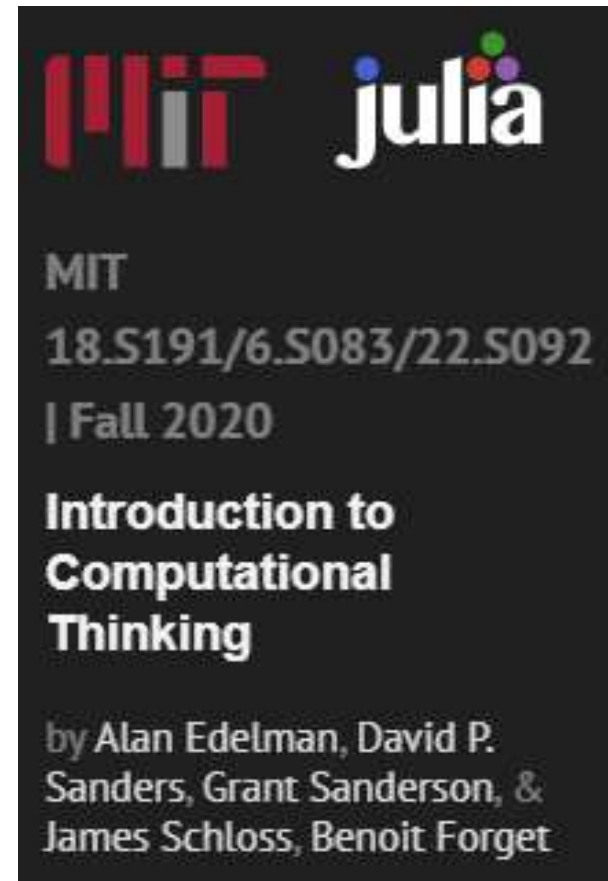 MIT julia
MIT
18.S191/6.S083/22.S092
| Fall 2020
Introduction to
Computational
Thinking
by Alan Edelman, David P.
Sanders, Grant Sanderson, &
James Schloss, Benoit Forget